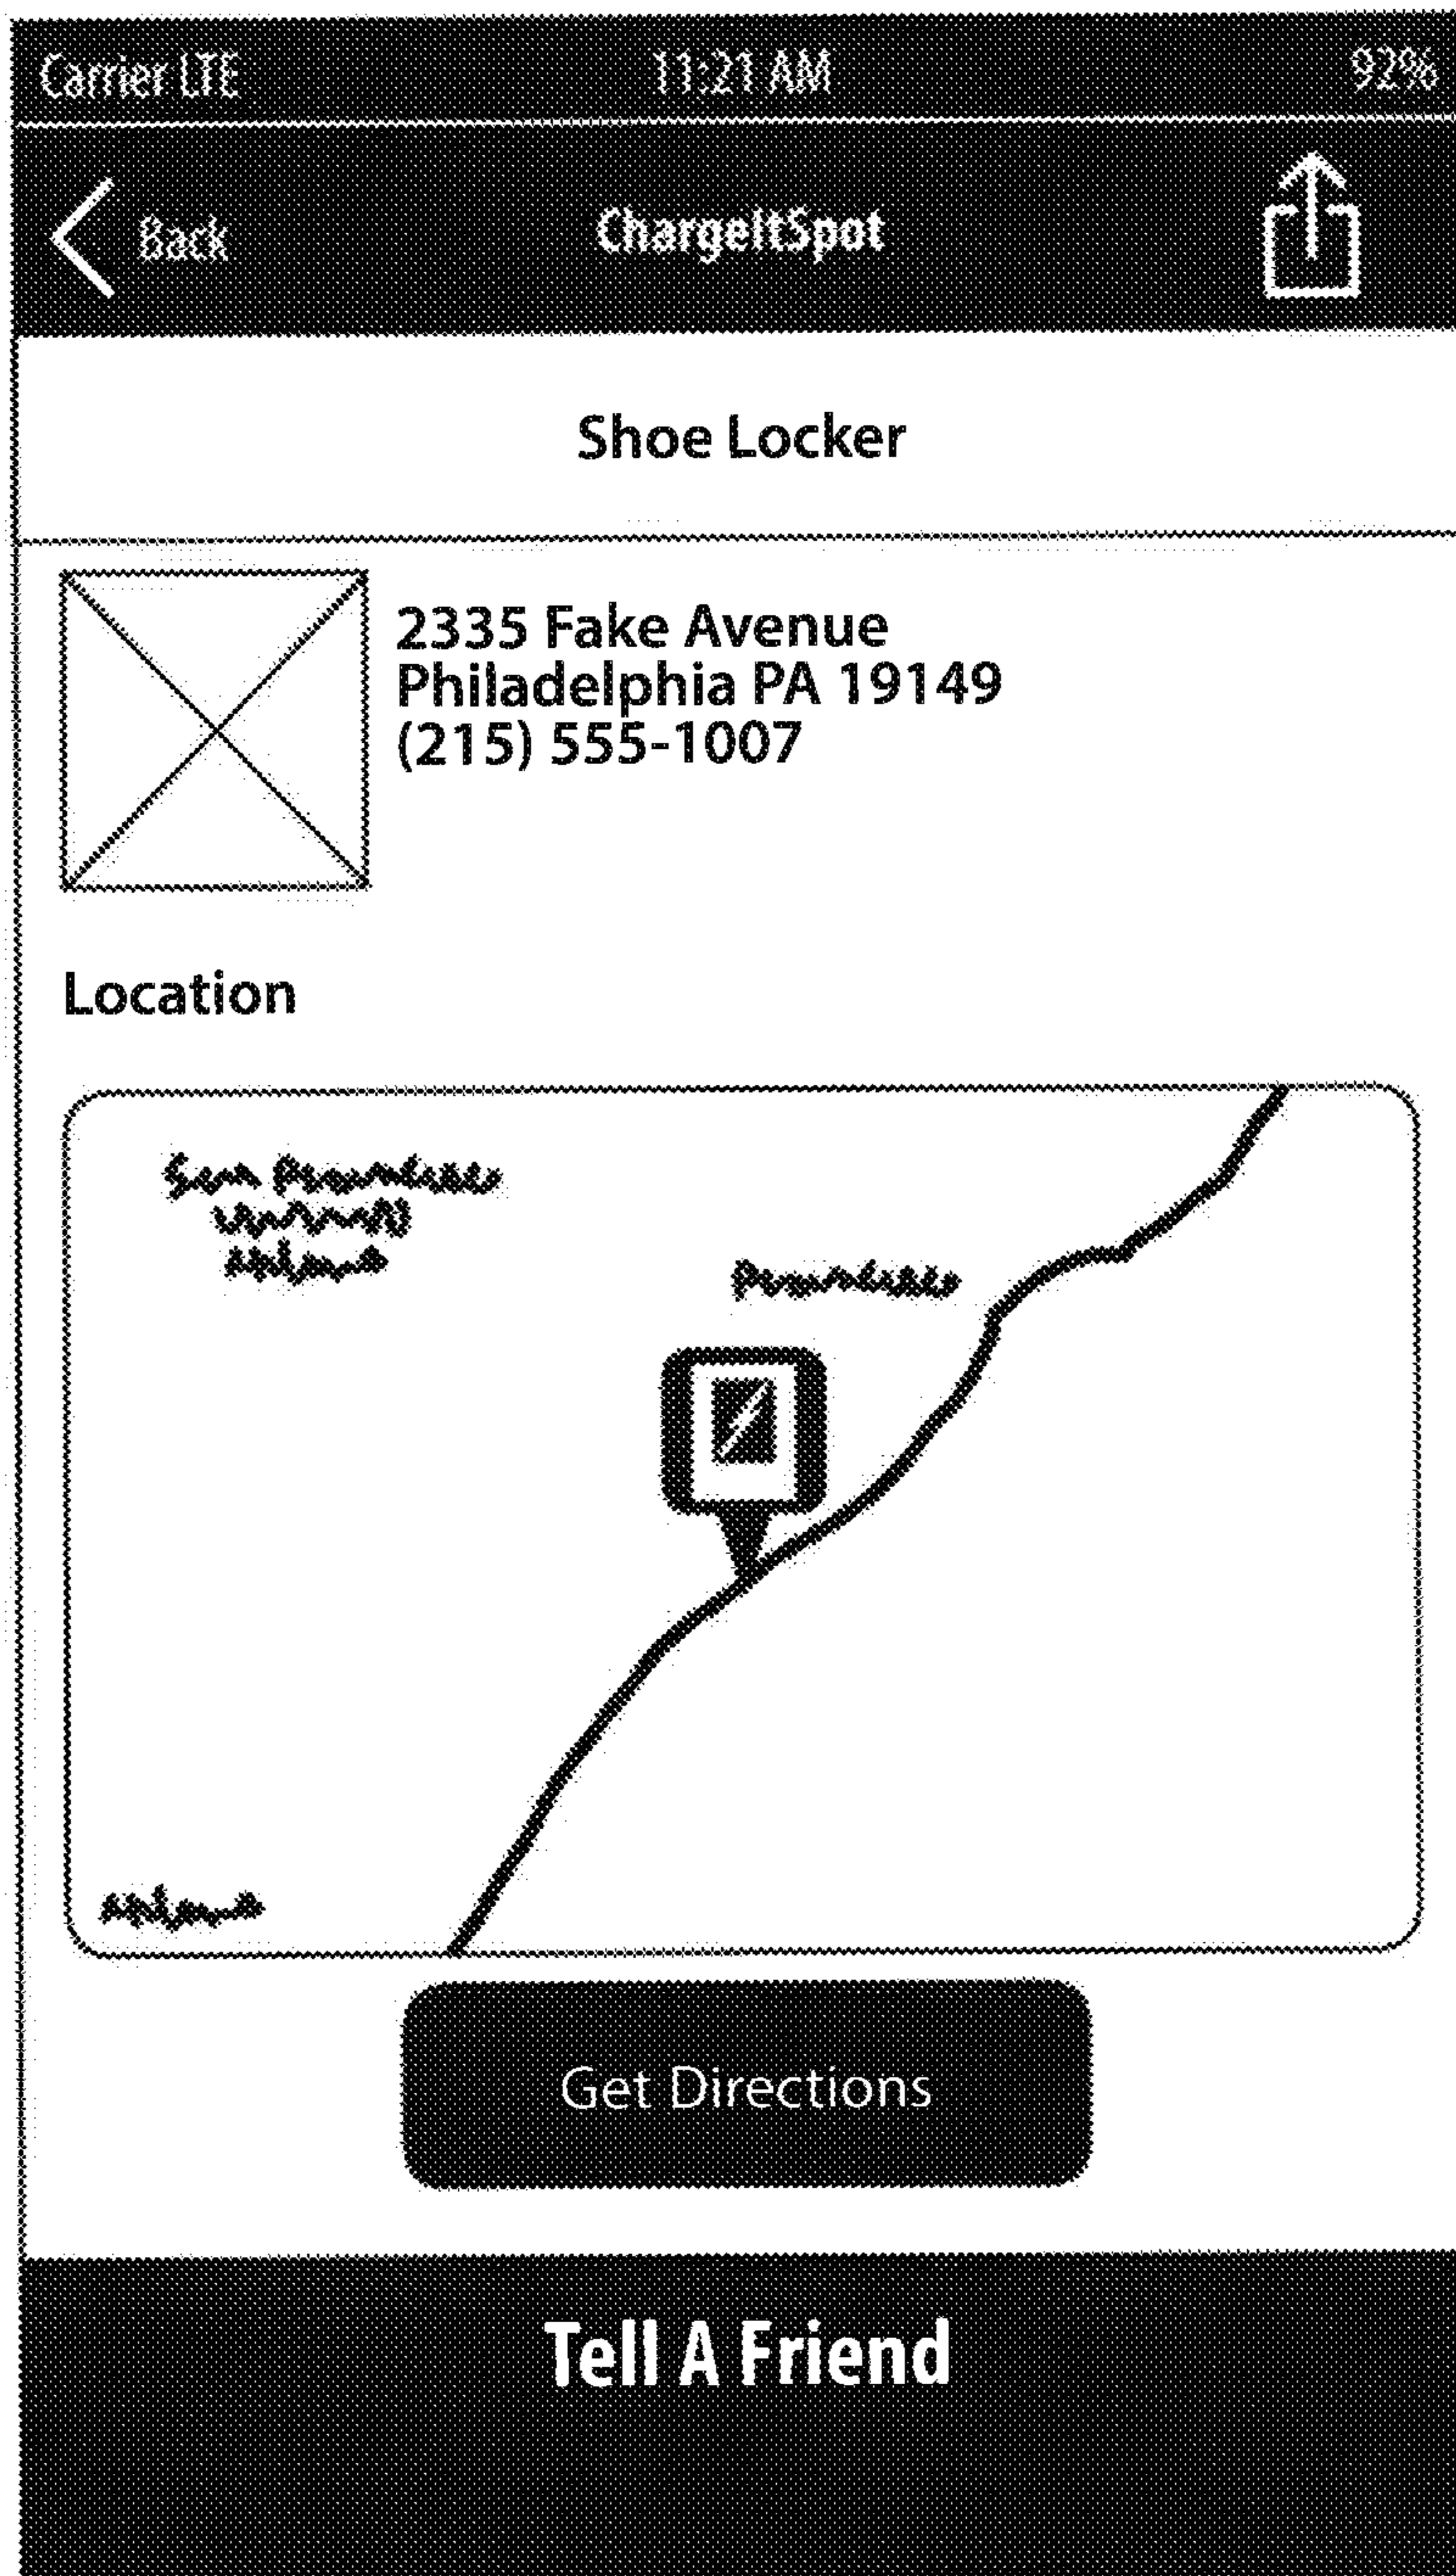 Carrier LTE 11:21 AM 92%
Back ChargeItSpot
Shoe Locker
2335 Fake Avenue
Philadelphia PA 19149
(215) 555-1007
Location
Get Directions
Tell A Friend